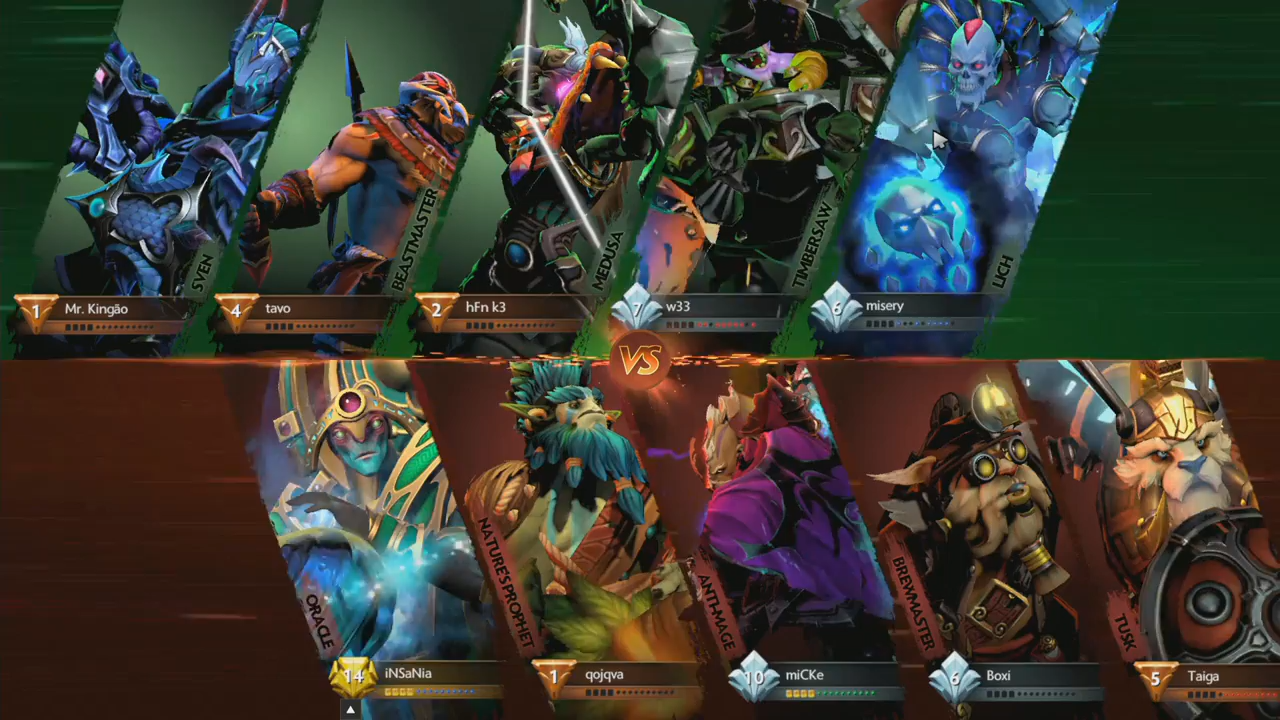 SVEN
BEASTMASTER
MEDUSA
TIMBERSAW
LICH
1 Mr. Kingão
4 tavo
2 hFn k3
7 w33
6 misery
VS
ORACLE
NATURE'S PROPHET
ANTI-MAGE
BREWMASTER
TUSK
14 iNSaNia
1 qojqva
10 miCKe
6 Boxi
5 Taiga